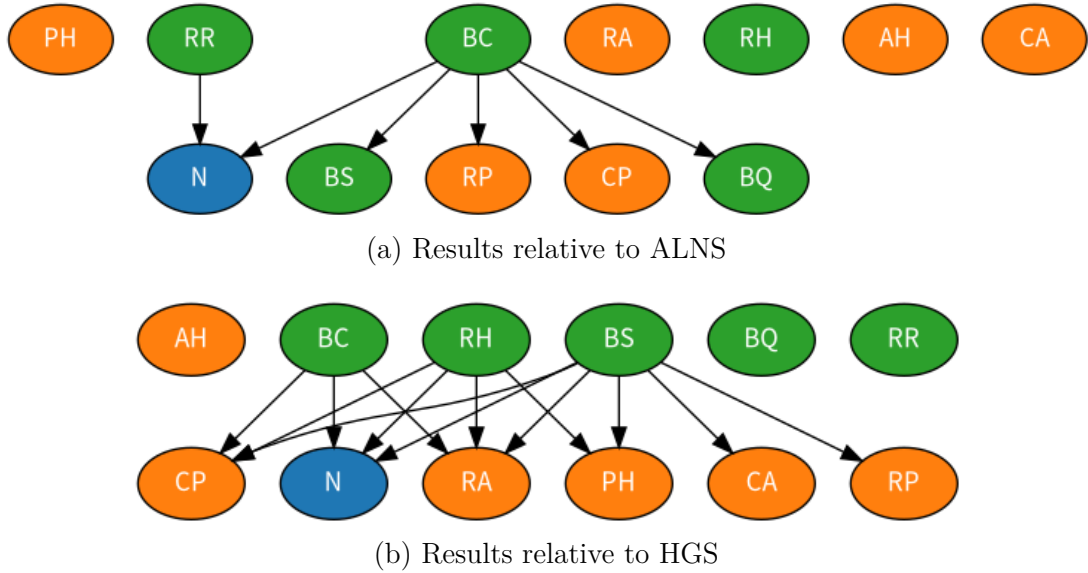 PH RR BC RA RH AH CA
N BS RP CP BQ
(a) Results relative to ALNS
AH BC RH BS BQ RR
CP N RA PH CA RP
(b) Results relative to HGS